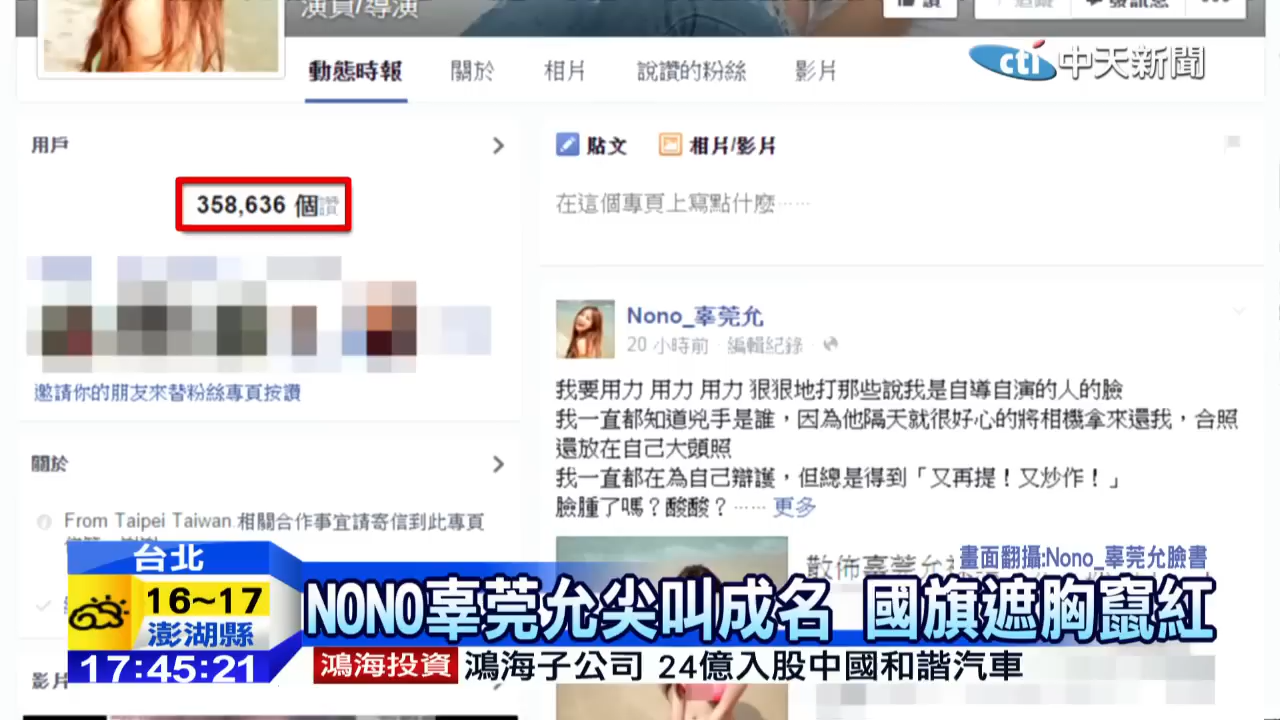 演員/導演
讚
追蹤
發訊息
動態時報
關於
相片
說讚的粉絲
影片
cti 中天新聞
用戶
358,636 個讚
邀請你的朋友來替粉絲專頁按讚
關於
From Taipei Taiwan.相關合作事宜請寄信到此專頁
影片
貼文
相片/影片
在這個專頁上寫點什麼……
Nono_辜莞允
20 小時前 · 編輯紀錄
我要用力 用力 用力 狠狠地打那些說我是自導自演的人的臉
我一直都知道兇手是誰，因為他隔天就很好心的將相機拿來還我，合照
還放在自己大頭照
我一直都在為自己辯護，但總是得到「又再提！又炒作！」
臉腫了嗎？酸酸？…… 更多
散佈辜莞允
畫面翻攝:Nono_辜莞允臉書
台北
16~17
澎湖縣
17:45:21
NONO辜莞允尖叫成名 國旗遮胸竄紅
鴻海投資 鴻海子公司 24億入股中國和諧汽車